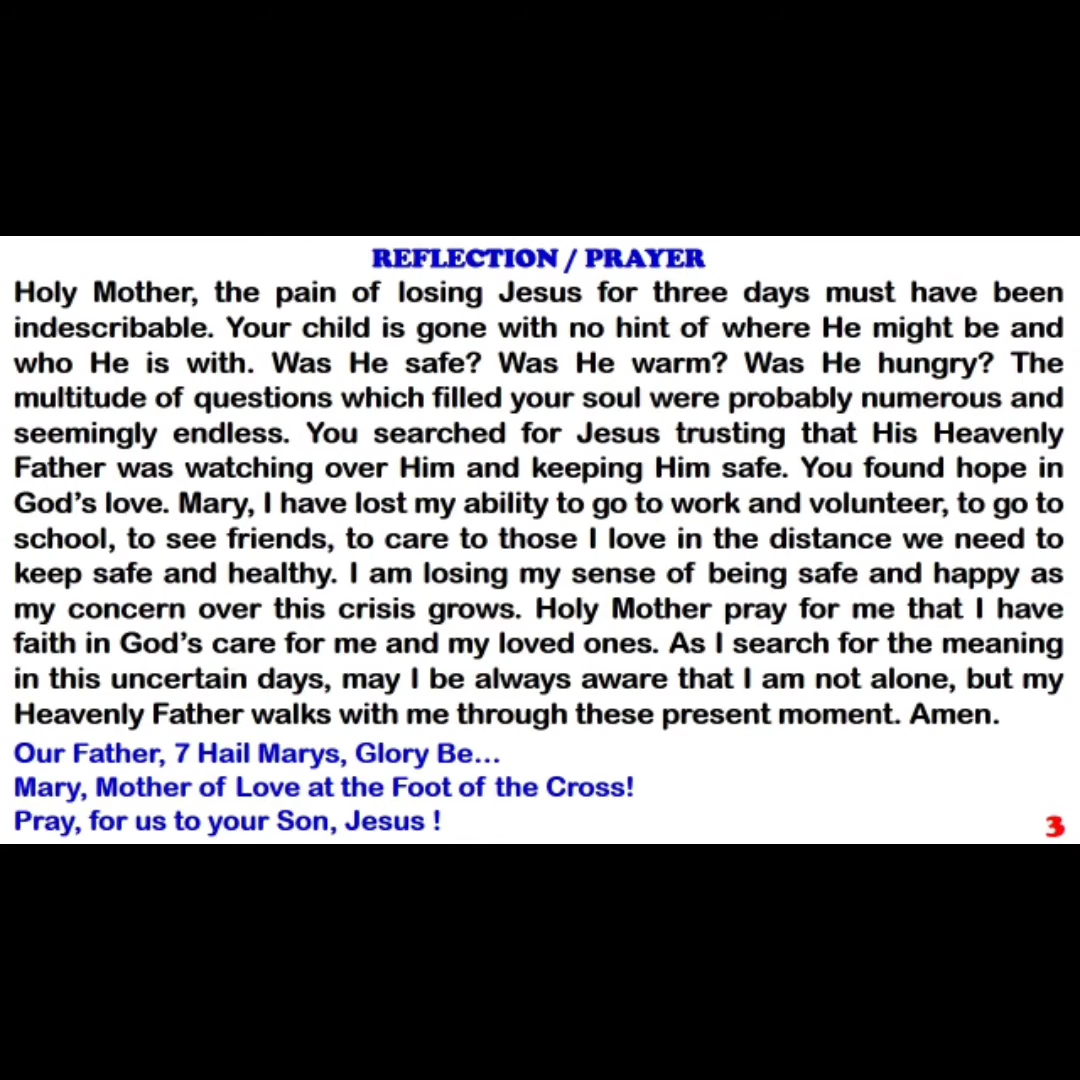 REFLECTION / PRAYER
Holy Mother, the pain of losing Jesus for three days must have been
indescribable. Your child is gone with no hint of where He might be and
who He is with. Was He safe? Was He warm? Was He hungry? The
multitude of questions which filled your soul were probably numerous and
seemingly endless. You searched for Jesus trusting that His Heavenly
Father was watching over Him and keeping Him safe. You found hope in
God’s love. Mary, I have lost my ability to go to work and volunteer, to go to
school, to see friends, to care to those I love in the distance we need to
keep safe and healthy. I am losing my sense of being safe and happy as
my concern over this crisis grows. Holy Mother pray for me that I have
faith in God’s care for me and my loved ones. As I search for the meaning
in this uncertain days, may I be always aware that I am not alone, but my
Heavenly Father walks with me through these present moment. Amen.
Our Father, 7 Hail Marys, Glory Be...
Mary, Mother of Love at the Foot of the Cross!
Pray, for us to your Son, Jesus !
3